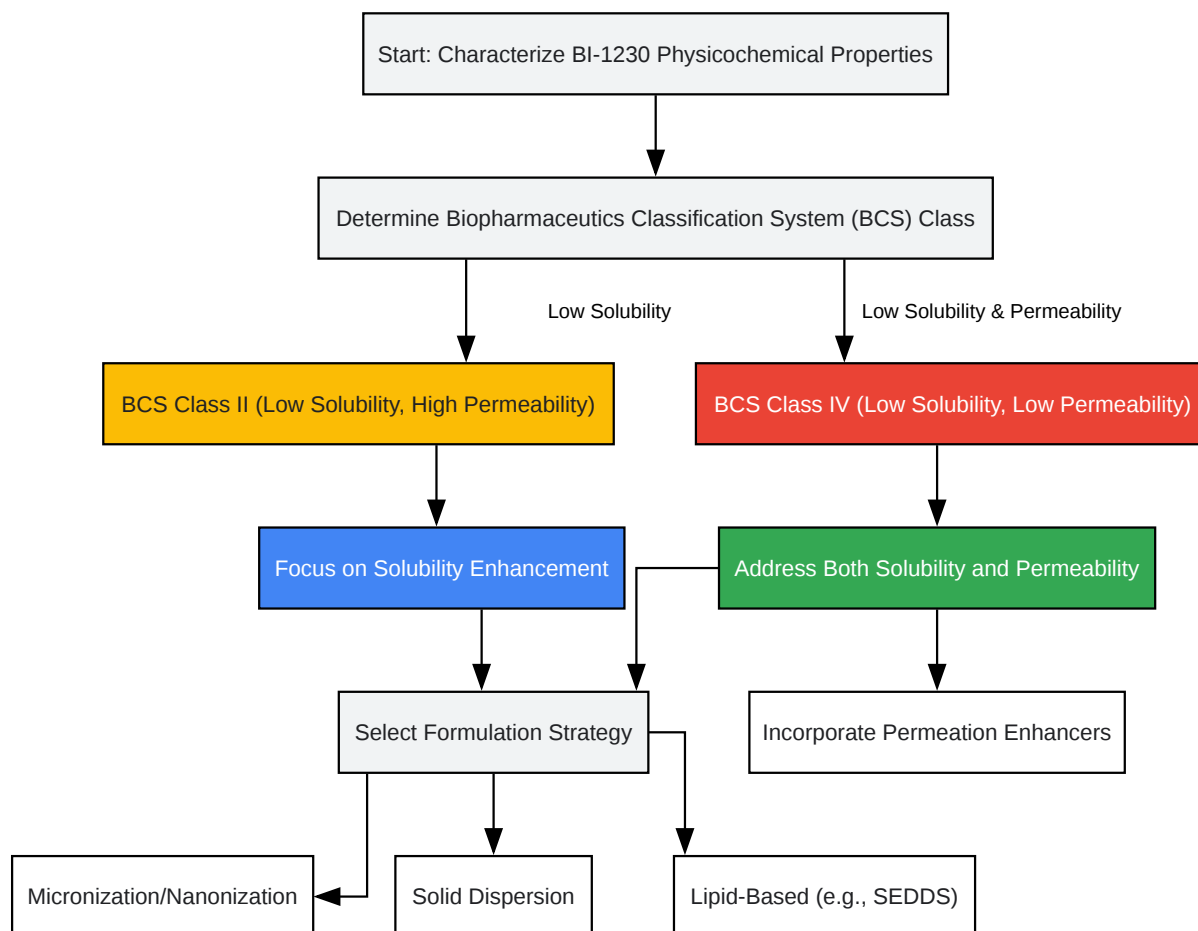 Start: Characterize BI-1230 Physicochemical Properties
Determine Biopharmaceutics Classification System (BCS) Class
Low Solubility
Low Solubility & Permeability
BCS Class II (Low Solubility, High Permeability)
BCS Class IV (Low Solubility, Low Permeability)
Focus on Solubility Enhancement
Address Both Solubility and Permeability
Select Formulation Strategy
Incorporate Permeation Enhancers
Micronization/Nanonization
Solid Dispersion
Lipid-Based (e.g., SEDDS)